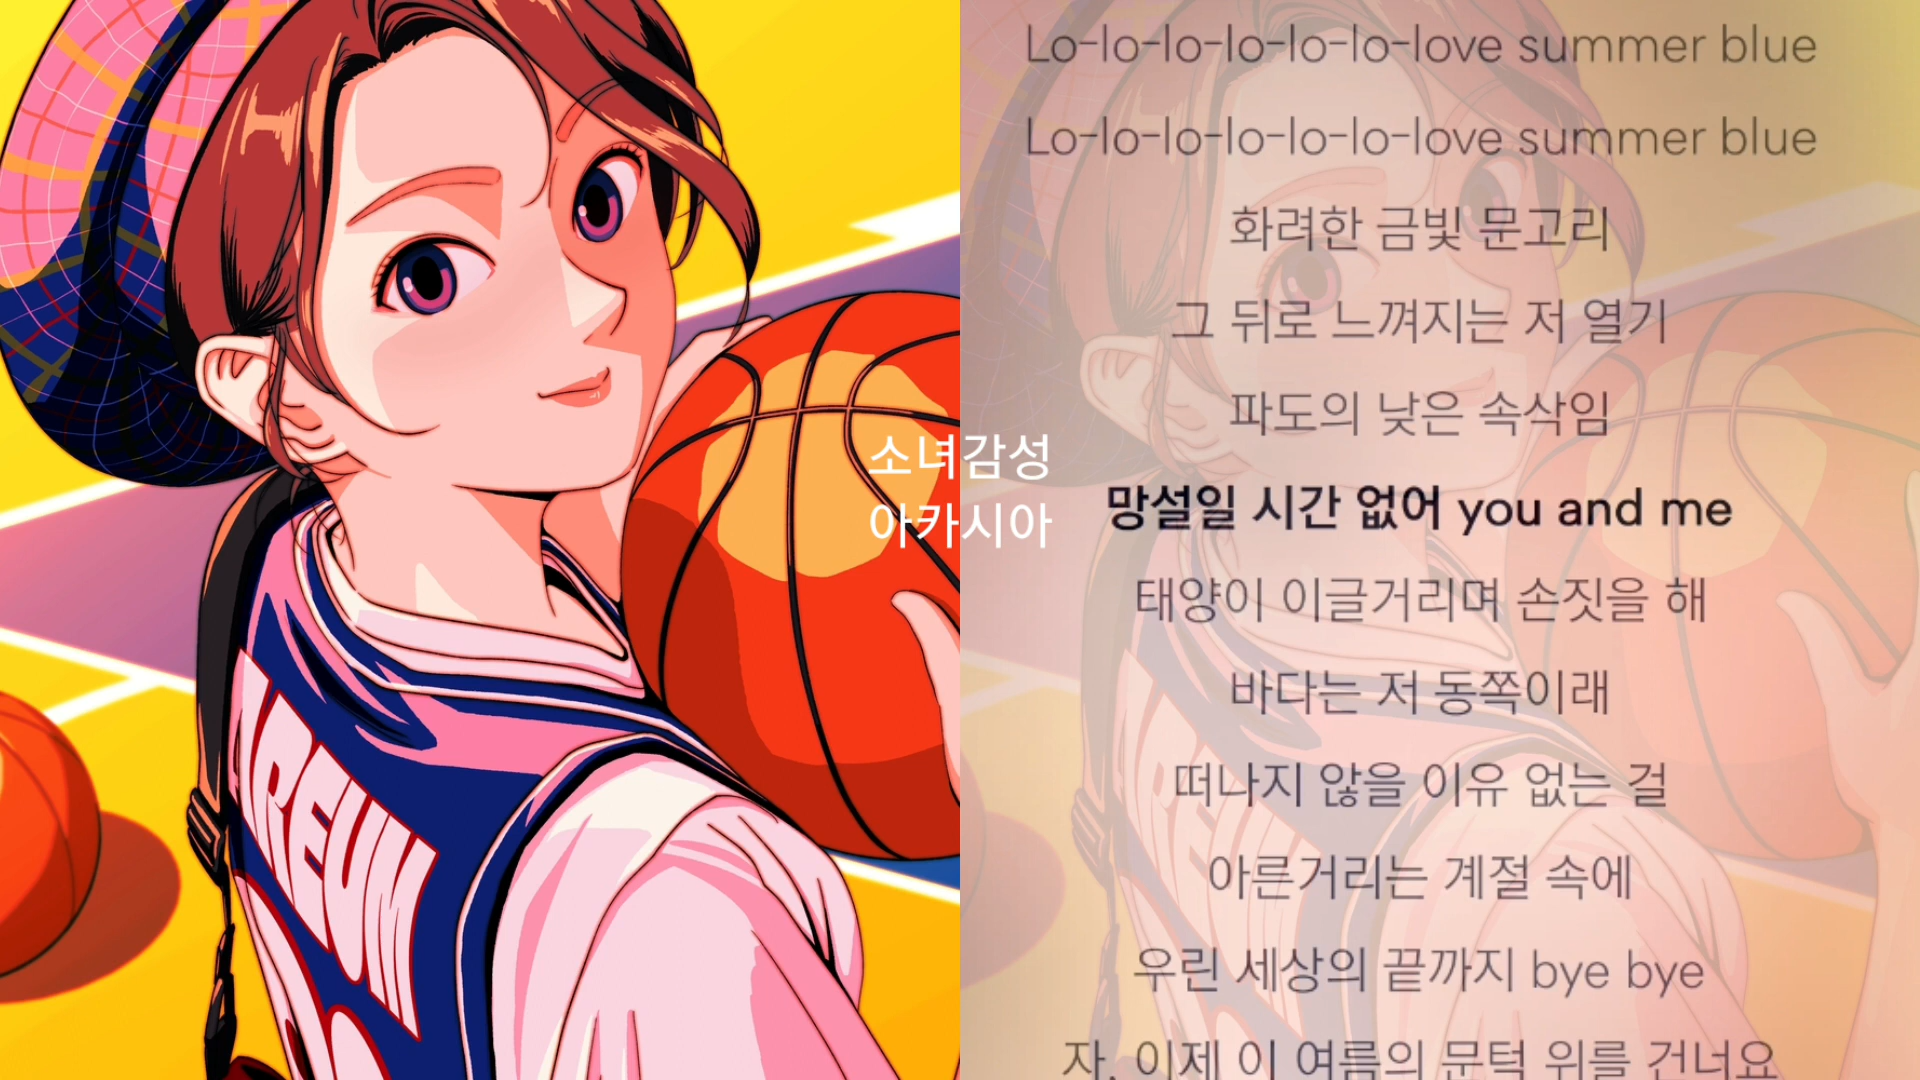 소녀감성
아카시아
YREUM
Lo-lo-lo-lo-lo-lo-love summer blue
Lo-lo-lo-lo-lo-lo-love summer blue
화려한 금빛 문고리
그 뒤로 느껴지는 저 열기
파도의 낮은 속삭임
망설일 시간 없어 you and me
태양이 이글거리며 손짓을 해
바다는 저 동쪽이래
떠나지 않을 이유 없는 걸
아른거리는 계절 속에
우린 세상의 끝까지 bye bye
자, 이제 이 여름의 문턱 위를 건너요